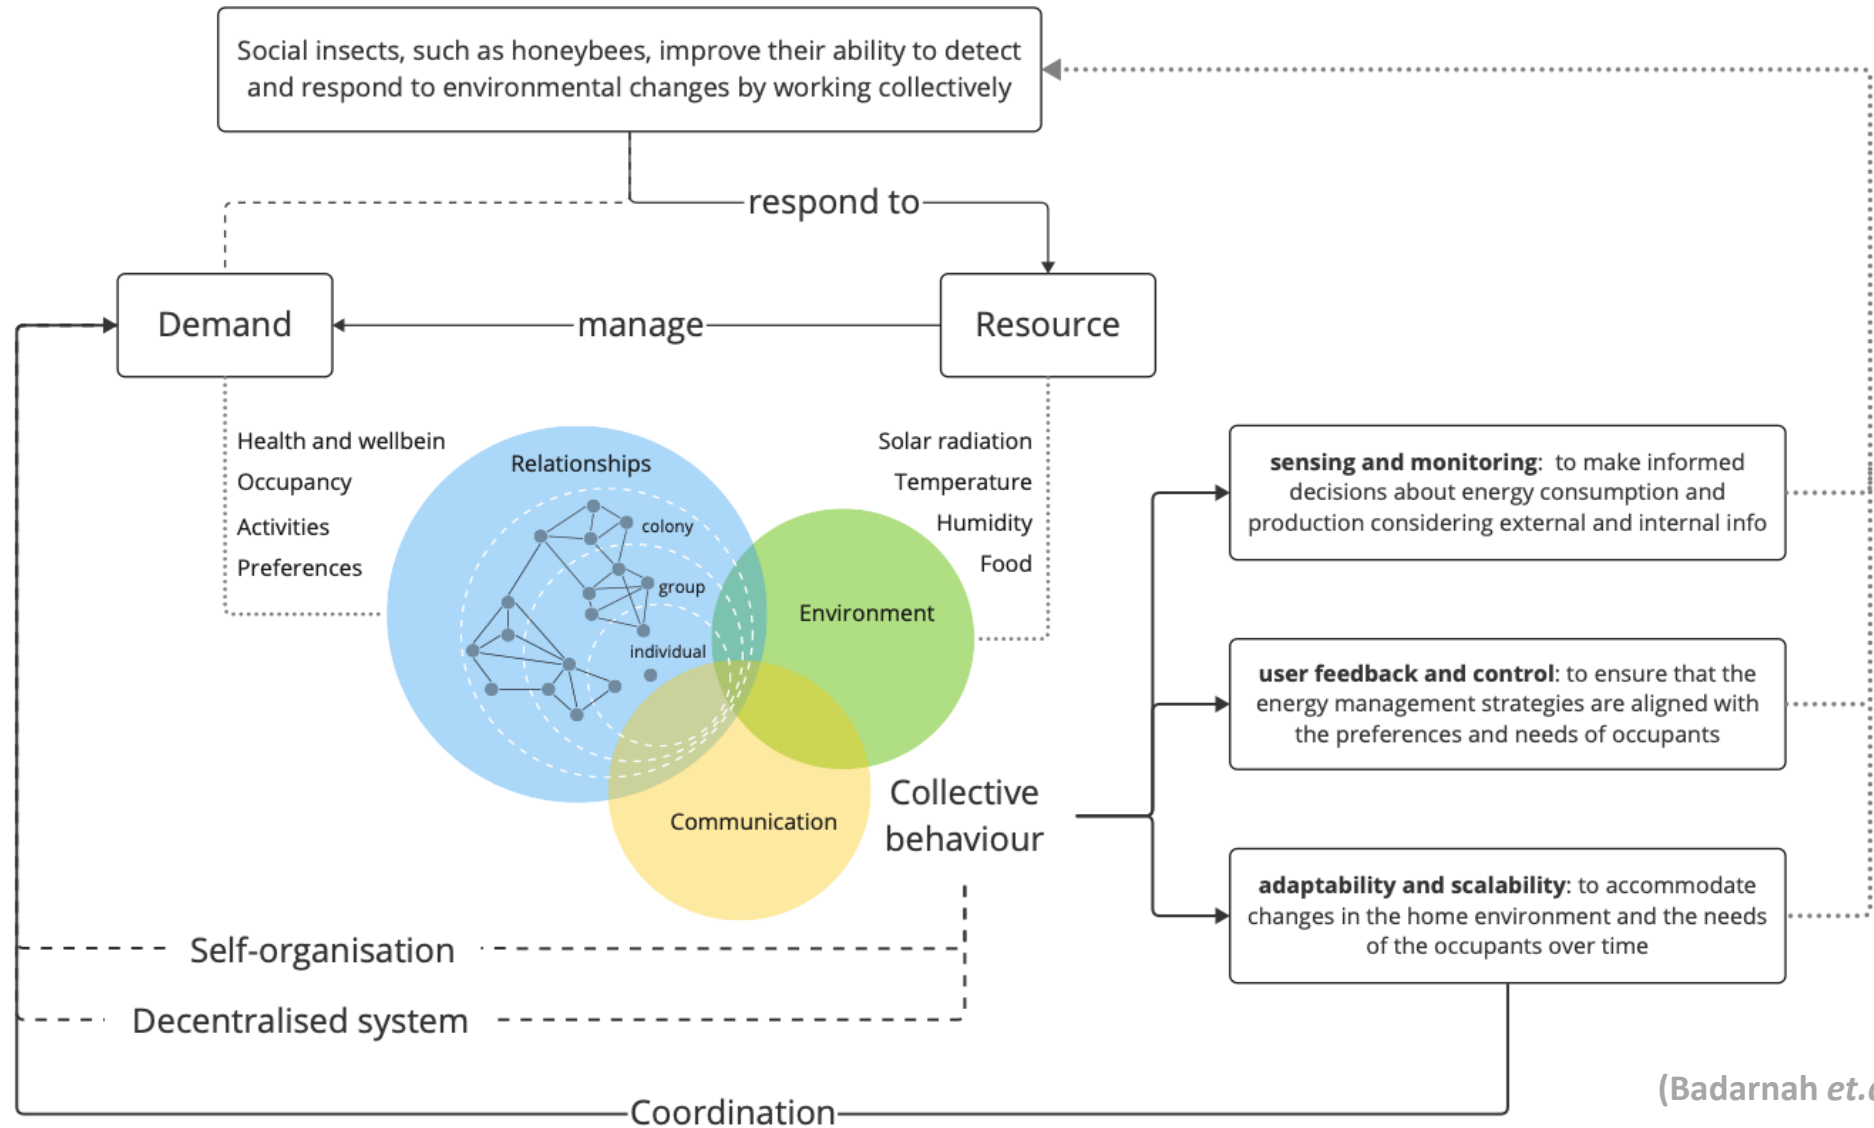 Social insects, such as honeybees, improve their ability to detect
and respond to environmental changes by working collectively
respond to
Demand
manage
Resource
Health and wellbein
Occupancy
Activities
Preferences
Relationships
colony
group
individual
Solar radiation
Temperature
Humidity
Food
Environment
Communication
Collective
behaviour
sensing and monitoring: to make informed
decisions about energy consumption and
production considering external and internal info
user feedback and control: to ensure that the
energy management strategies are aligned with
the preferences and needs of occupants
adaptability and scalability: to accommodate
changes in the home environment and the needs
of the occupants over time
Self-organisation
Decentralised system
Coordination
(Badarnah et.